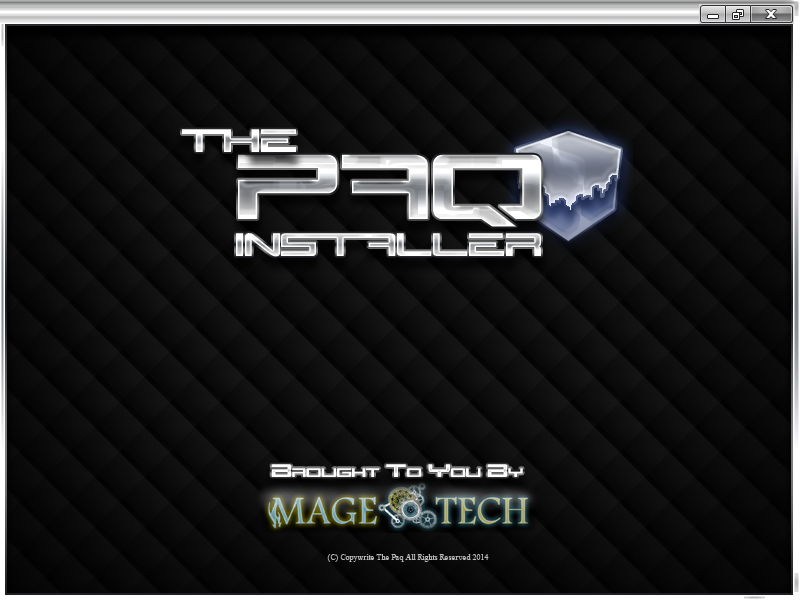 THE
PAQ
INSTALLER
BROUGHT TO YOU BY
MAGE TECH
(C) Copywrite The Paq All Rights Reserved 2014